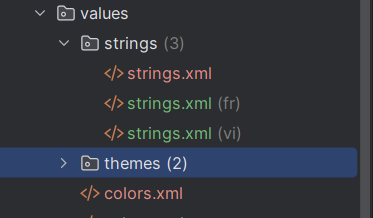 values
strings (3)
strings.xml
strings.xml (fr)
strings.xml (vi)
themes (2)
colors.xml